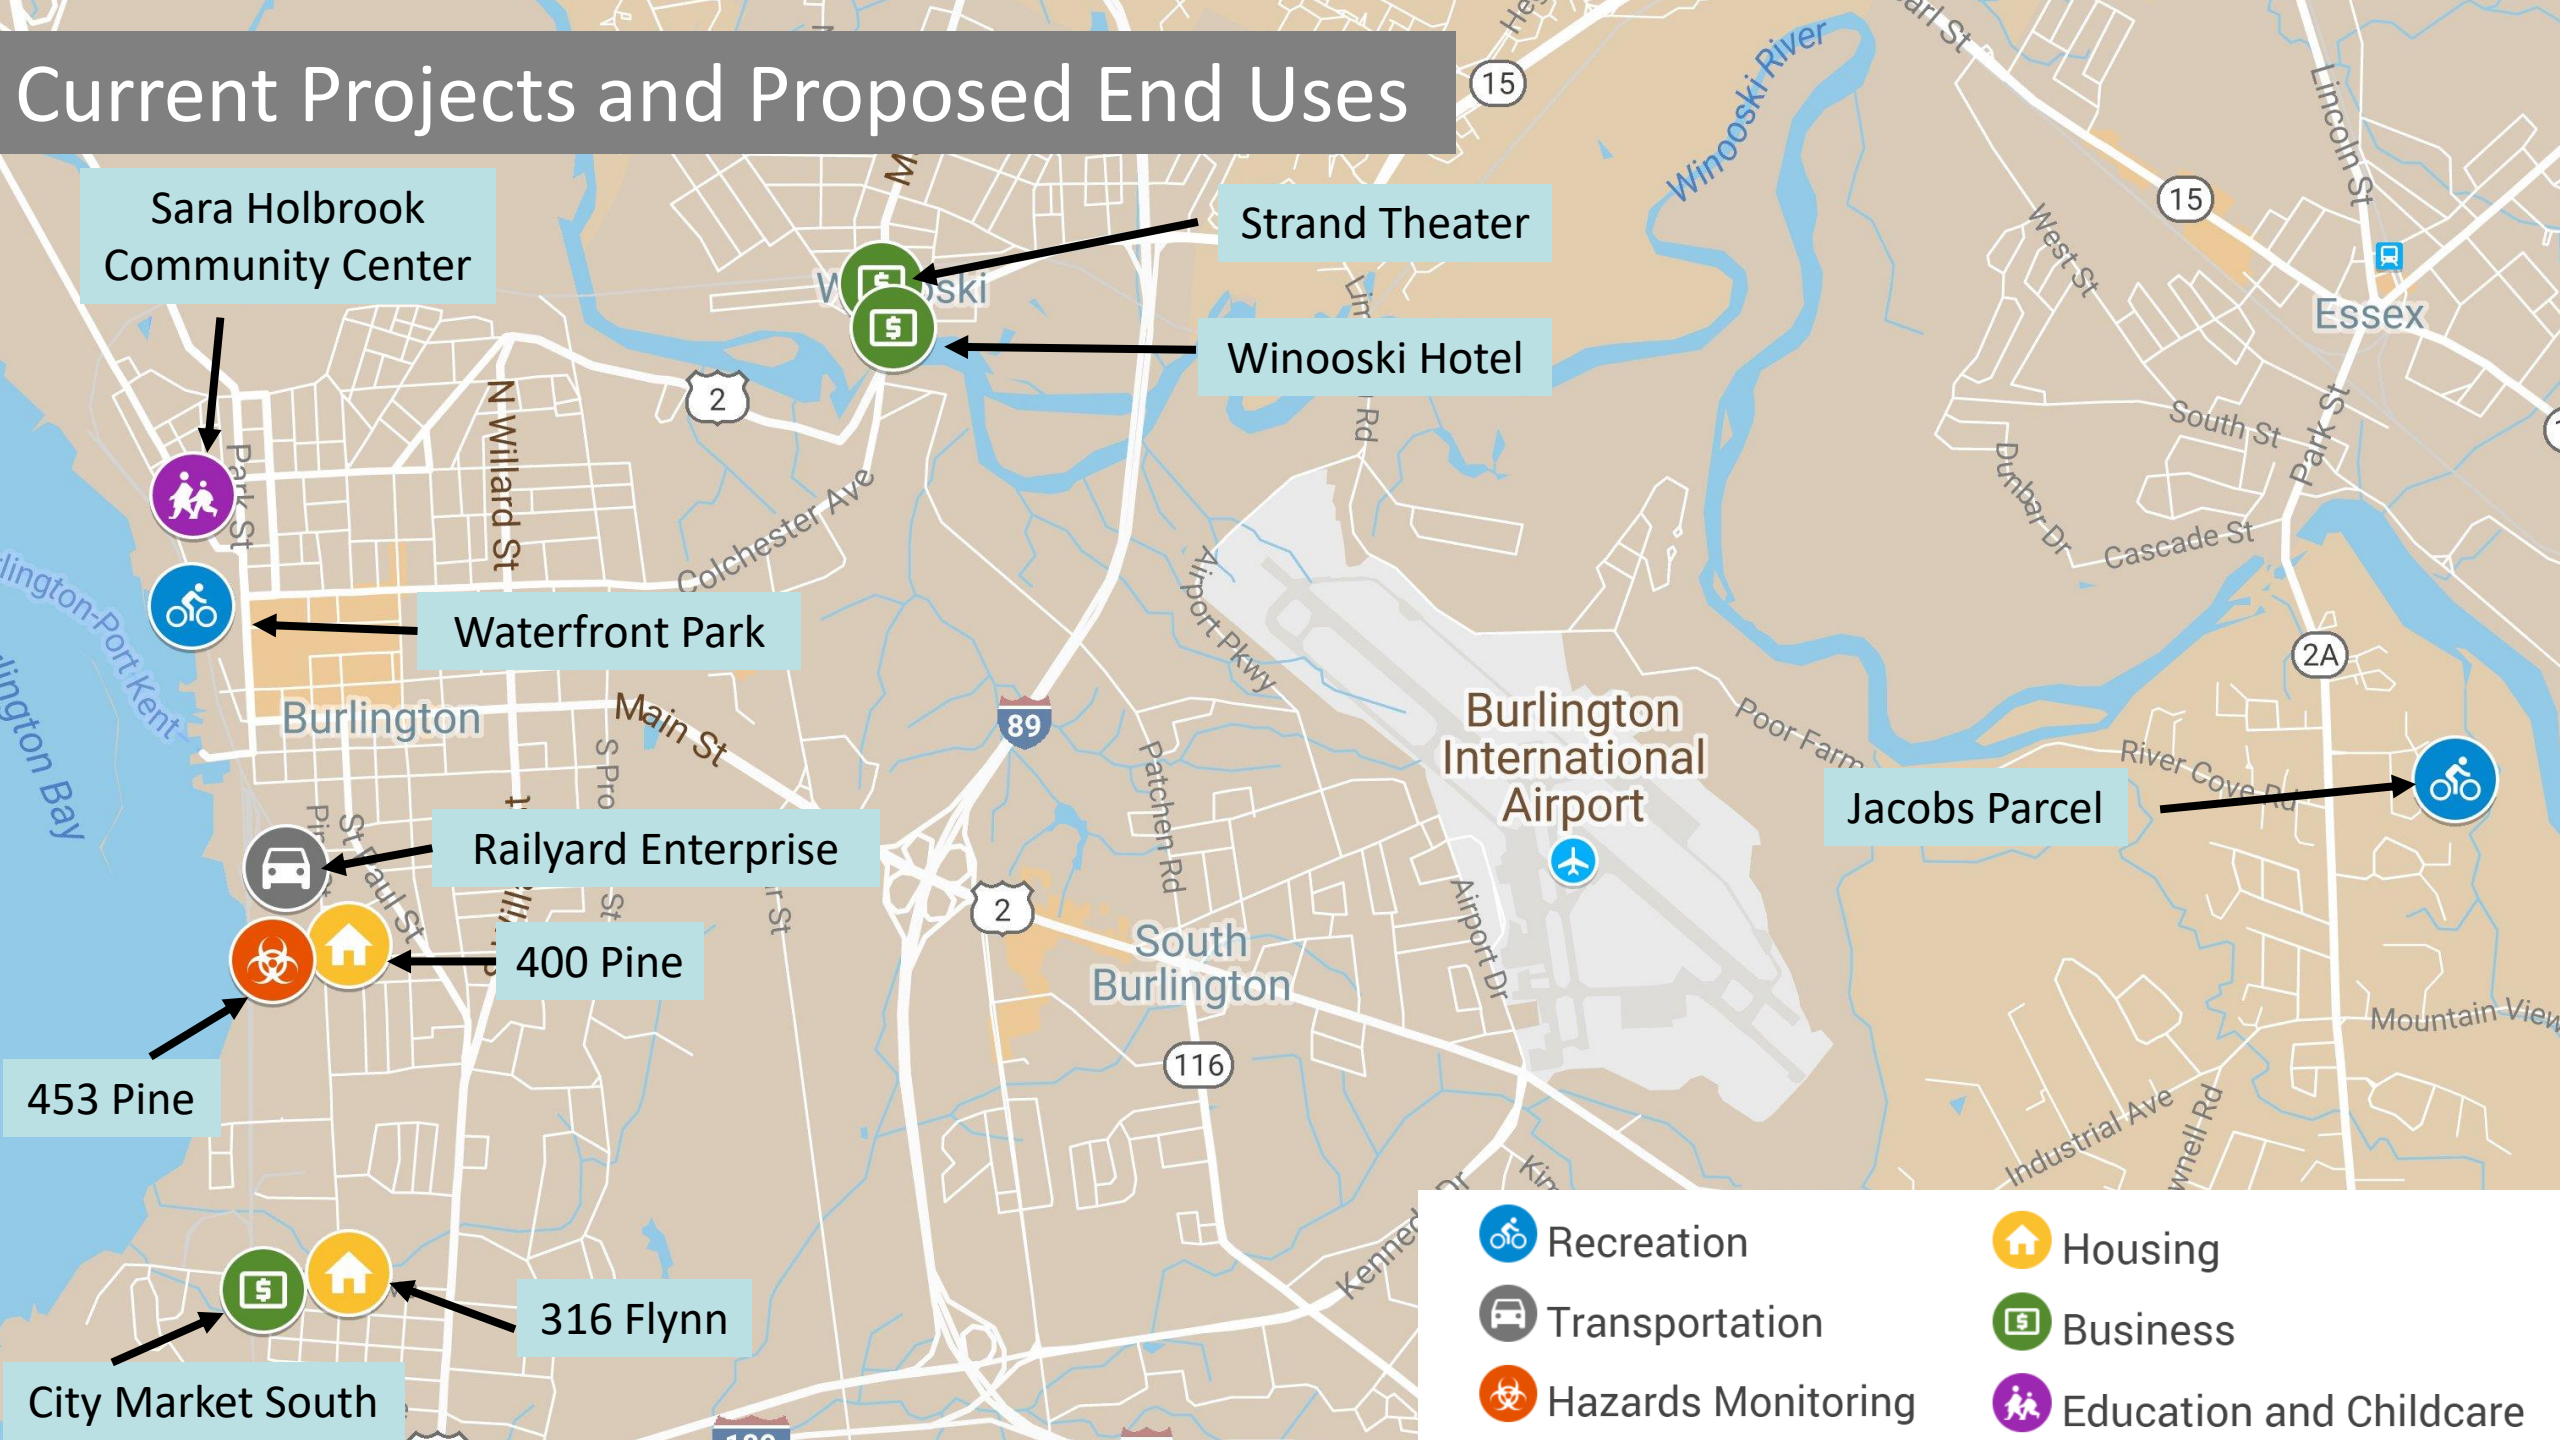 Current Projects and Proposed End Uses
15
Winooski River
Lincoln St
Sara Holbrook
Community Center
Strand Theater
15
West St
Essex
Winooski Hotel
2
N Willard St
Rd
South St
Park St
Park St
Colchester Ave
Dunbar Dr
Cascade St
Airport Pkwy
Waterfront Park
2A
Burlington
Main St
89
Burlington
International
Airport
Poor Farm
River Cove Rd
Jacobs Parcel
Patchen Rd
Railyard Enterprise
St Paul St
St
2
South
Burlington
Airport Dr
400 Pine
Mountain View
453 Pine
116
Industrial Ave
316 Flynn
City Market South
Recreation
Housing
Transportation
Business
Hazards Monitoring
Education and Childcare